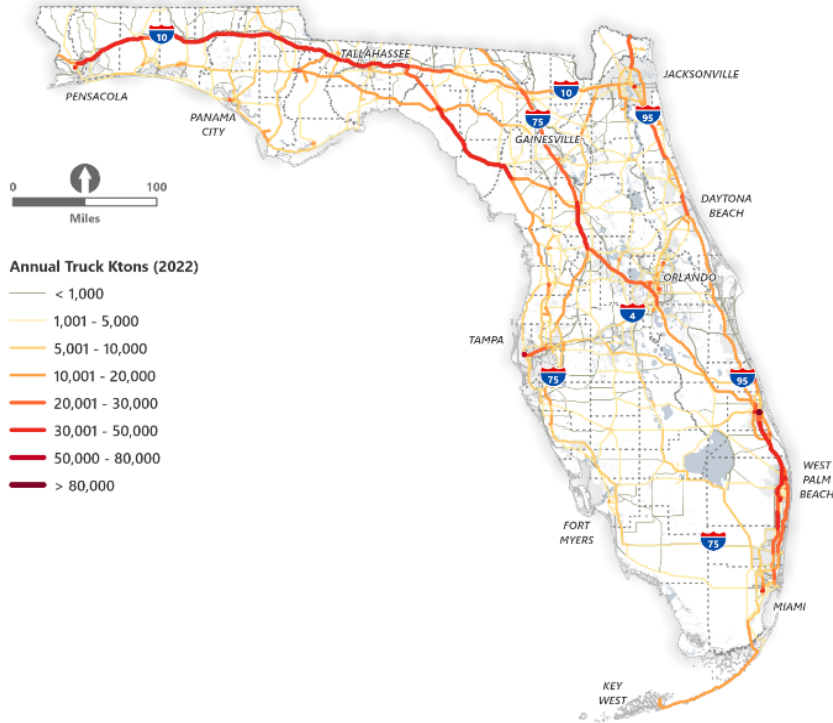 10
TALLAHASSEE
JACKSONVILLE
PENSACOLA
10
PANAMA
CITY
75
95
GAINESVILLE
0
100
Miles
DAYTONA
BEACH
Annual Truck Ktons (2022)
< 1,000
1,001 - 5,000
5,001 - 10,000
10,001 - 20,000
20,001 - 30,000
30,001 - 50,000
50,000 - 80,000
> 80,000
ORLANDO
4
TAMPA
75
95
WEST
PALM
BEACH
FORT
MYERS
75
MIAMI
KEY
WEST